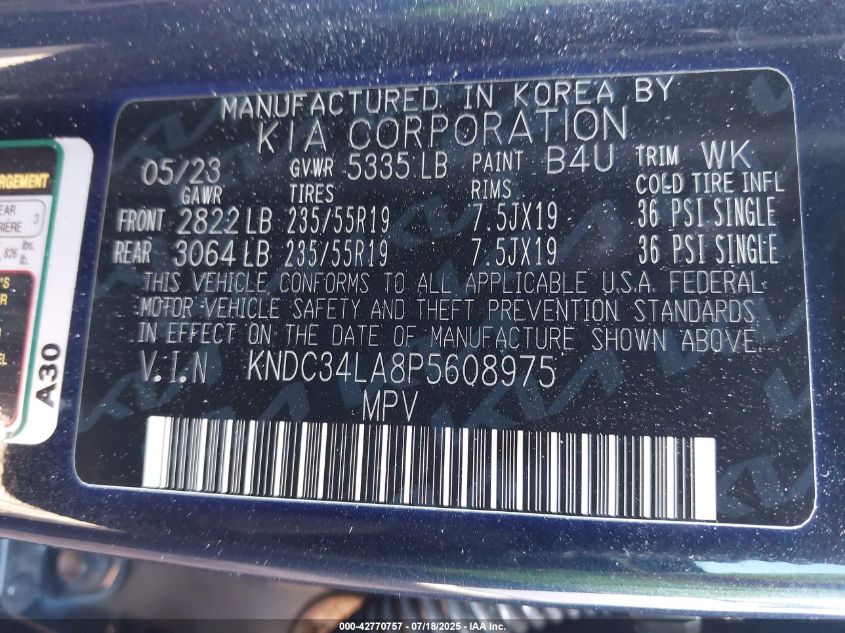 MANUFACTURED IN KOREA BY
KIA CORPORATION
05/23 GVWR 5335 LB PAINT B4U TRIM WK
GAWR TIRES RIMS COLD TIRE INFL
FRONT 2822 LB 235/55R19 7.5JX19 36 PSI SINGLE
REAR 3064 LB 235/55R19 7.5JX19 36 PSI SINGLE
THIS VEHICLE CONFORMS TO ALL APPLICABLE U.S.A. FEDERAL
MOTOR VEHICLE SAFETY AND THEFT PREVENTION STANDARDS
IN EFFECT ON THE DATE OF MANUFACTURE SHOWN ABOVE.
V.I.N KNDC34LA8P5608975
MPV
3
lbs.
A30
000-42770757 - 07/18/2025 - IAA Inc.